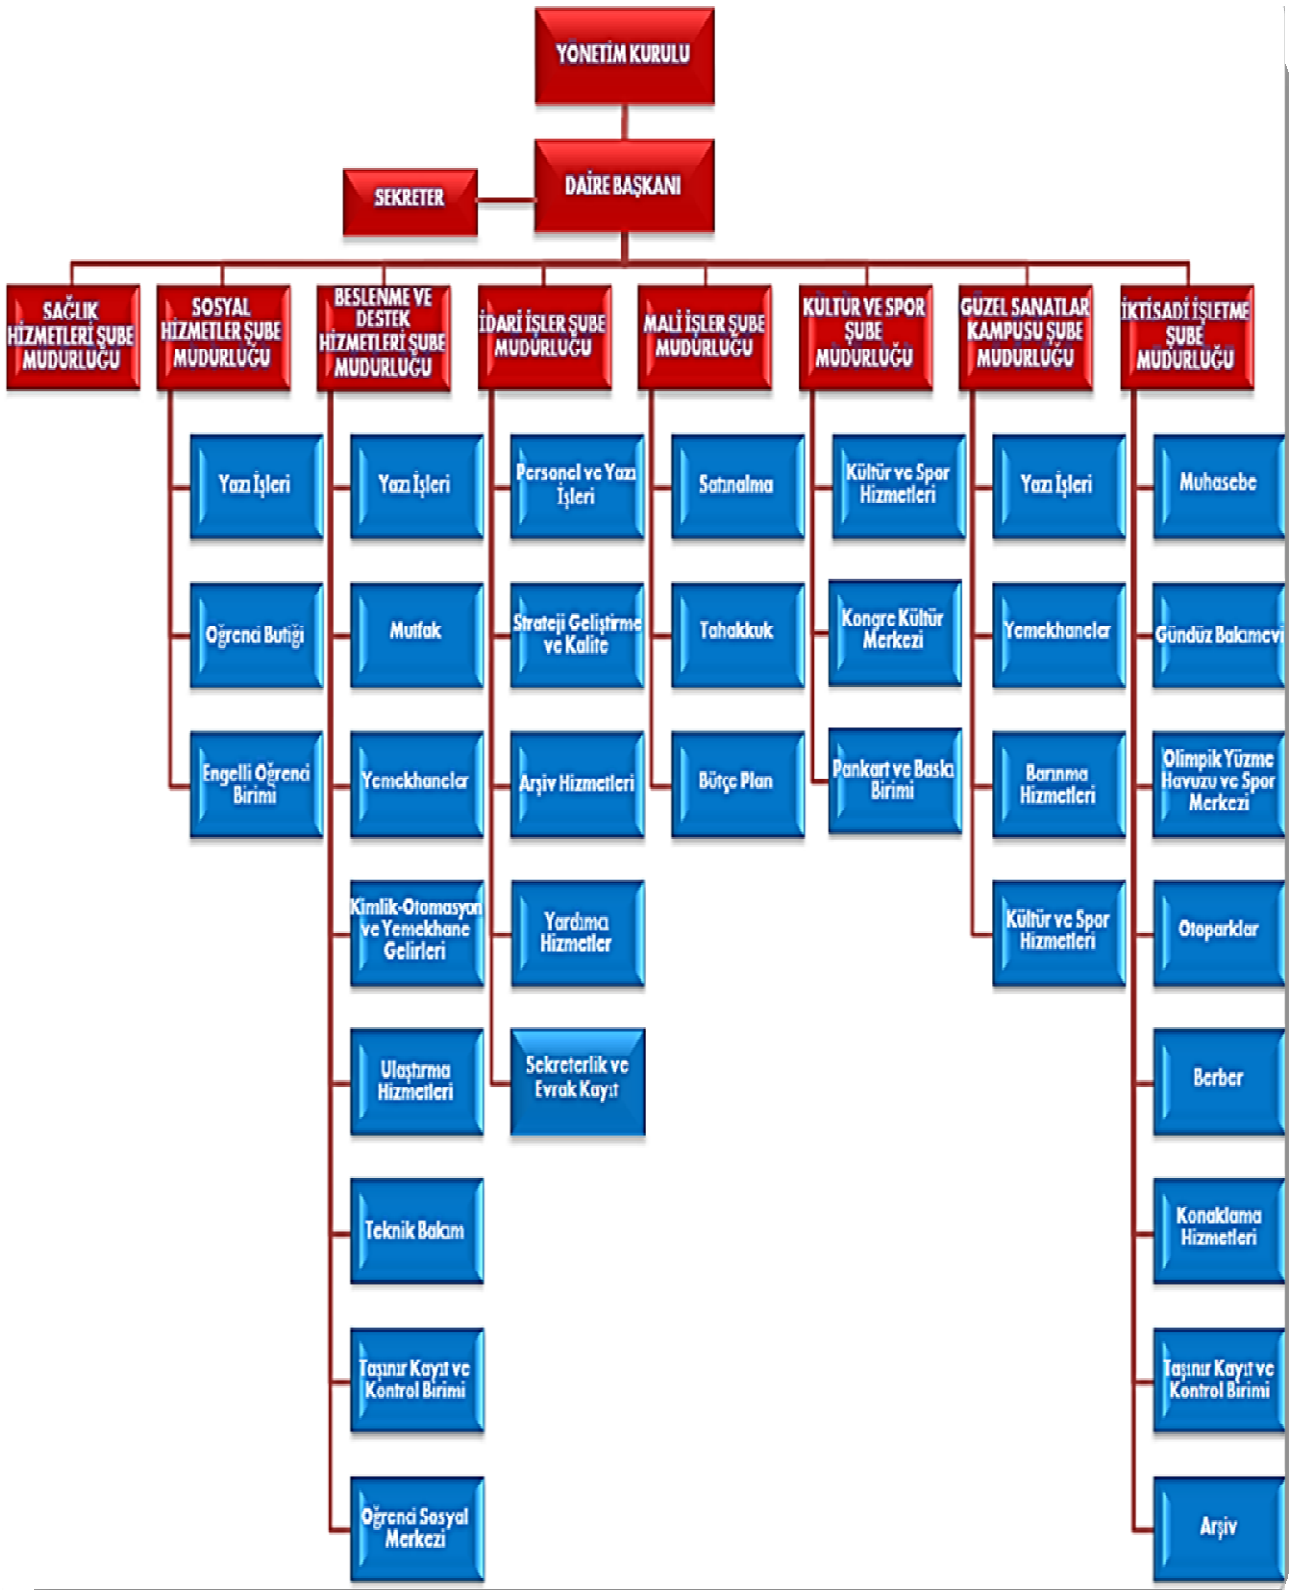 YÖNETİM KURULU
DAİRE BAŞKANI
SEKRETER
SAĞLIK
HİZMETLERİ ŞUBE
MÜDÜRLÜĞÜ
SOSYAL
HİZMETLER ŞUBE
MÜDÜRLÜĞÜ
BESLENME VE
DESTEK
HİZMETLERİ ŞUBE
MÜDÜRLÜĞÜ
İDARİ İŞLER ŞUBE
MÜDÜRLÜĞÜ
MALİ İŞLER ŞUBE
MÜDÜRLÜĞÜ
KÜLTÜR VE SPOR
ŞUBE
MÜDÜRLÜĞÜ
GÜZEL SANATLAR
KAMPUSU ŞUBE
MÜDÜRLÜĞÜ
İKTİSADİ İŞLETME
ŞUBE
MÜDÜRLÜĞÜ
Yazı İşleri
Öğrenci Butiği
Engelli Öğrenci
Birimi
Yazı İşleri
Mutfak
Yemekhaneler
Kimlik-Otomasyon
ve Yemekhane
Gelirleri
Ulaştırma
Hizmetleri
Teknik Bakım
Taşınır Kayıt ve
Kontrol Birimi
Öğrenci Sosyal
Merkezi
Personel ve Yazı
İşleri
Strateji Geliştirme
ve Kalite
Arşiv Hizmetleri
Yardımcı
Hizmetler
Sekreterlik ve
Evrak Kayıt
Satınalma
Tahakkuk
Bütçe Plan
Kültür ve Spor
Hizmetleri
Kongre Kültür
Merkezi
Pankart ve Baskı
Birimi
Yazı İşleri
Yemekhaneler
Barınma
Hizmetleri
Kültür ve Spor
Hizmetleri
Muhasebe
Gündüz Bakımevi
Olimpik Yüzme
Havuzu ve Spor
Merkezi
Otoparklar
Berber
Konaklama
Hizmetleri
Taşınır Kayıt ve
Kontrol Birimi
Arşiv